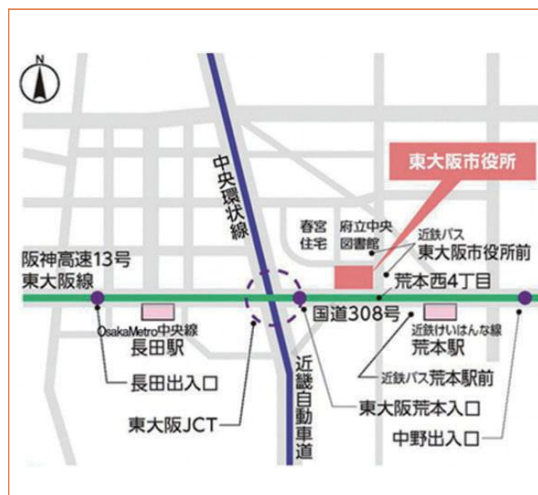 N
中央環状線
東大阪市役所
春宮
住宅
府立中央
図書館
近鉄バス
東大阪市役所前
阪神高速13号
東大阪線
荒本西4丁目
国道308号
OsakaMetro中央線
長田駅
近鉄けいはんな線
荒本駅
長田出入口
近鉄バス荒本駅前
東大阪JCT
近畿自動車道
東大阪荒本入口
中野出入口